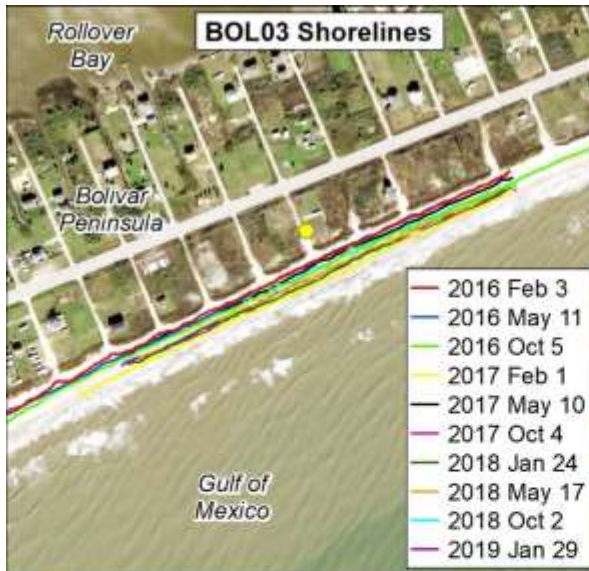 BOL03 Shorelines
Rollover
Bay
Bolivar
Peninsula
2016 Feb 3
2016 May 11
2016 Oct 5
2017 Feb 1
2017 May 10
2017 Oct 4
2018 Jan 24
2018 May 17
2018 Oct 2
2019 Jan 29
Gulf of
Mexico